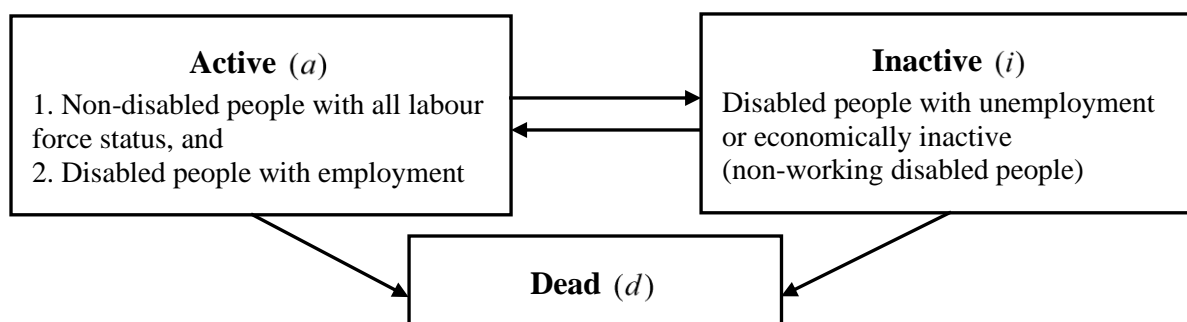 Active (a)
1. Non-disabled people with all labour
force status, and
2. Disabled people with employment
Inactive (i)
Disabled people with unemployment
or economically inactive
(non-working disabled people)
Dead (d)